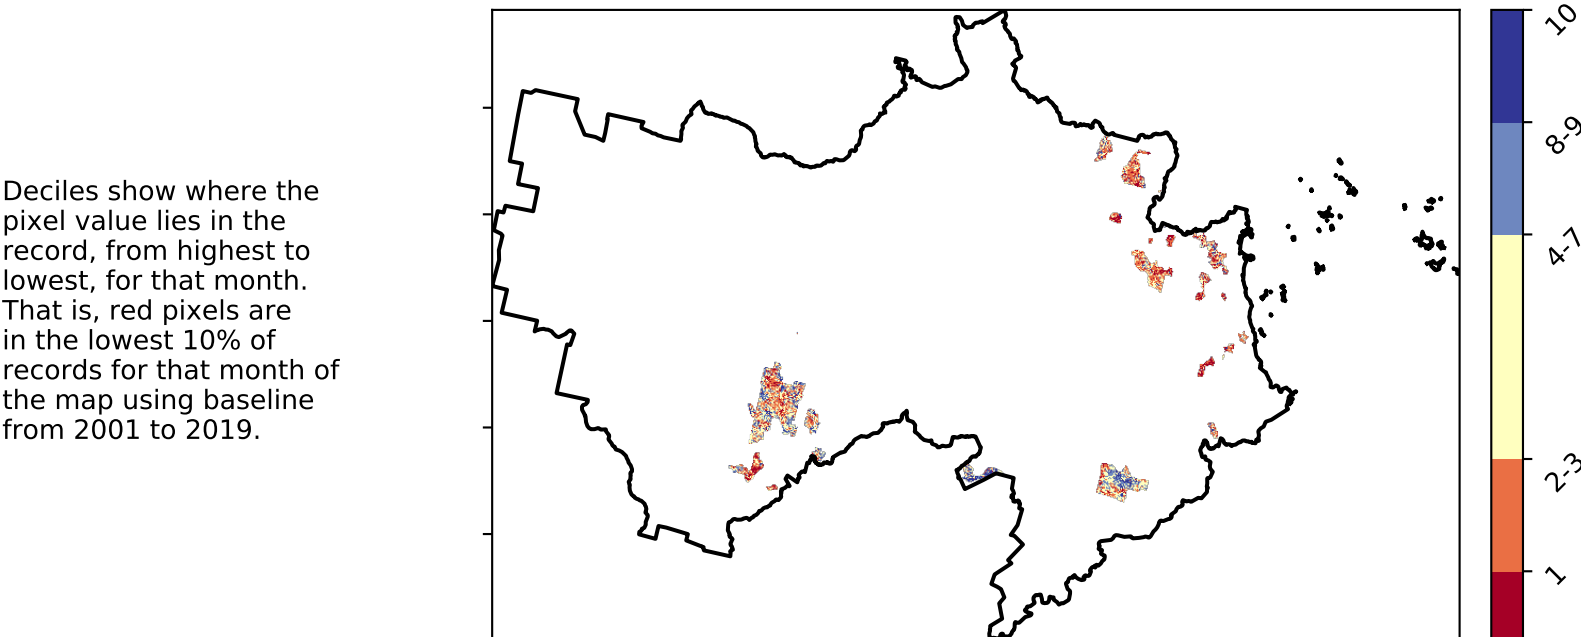 Deciles show where the
pixel value lies in the
record, from highest to
lowest, for that month.
That is, red pixels are
in the lowest 10% of
records for that month of
the map using baseline
from 2001 to 2019.
10
8-9
4-7
2-3
1